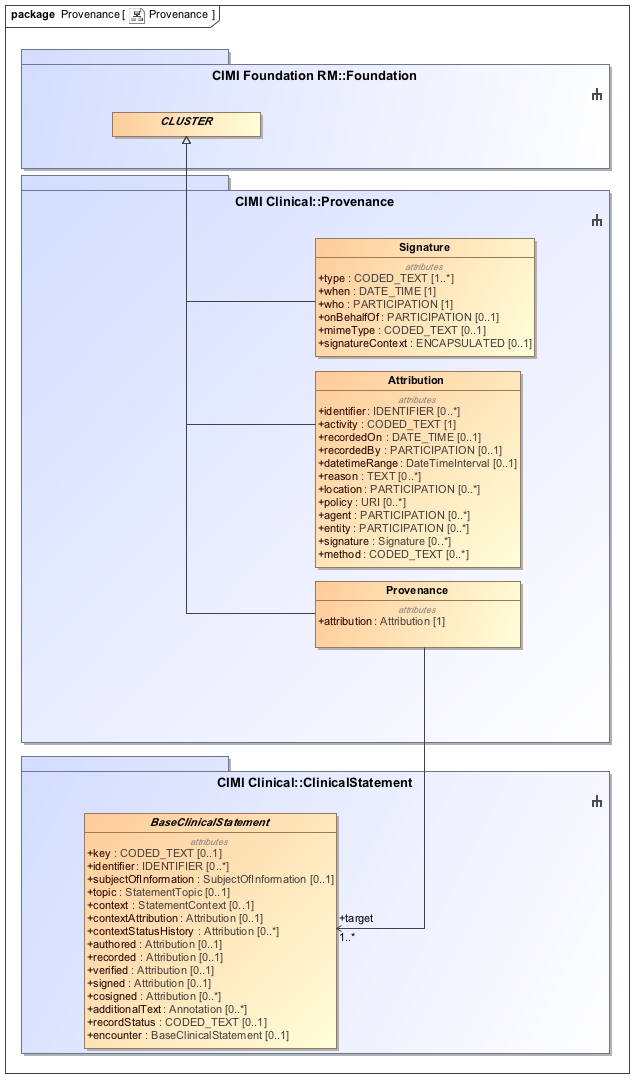 package Provenance [ Provenance ]
CIMI Foundation RM::Foundation
CLUSTER
CIMI Clinical::Provenance
Signature
attributes
+type : CODED_TEXT [1..*]
+when : DATE_TIME [1]
+who : PARTICIPATION [1]
+onBehalfOf : PARTICIPATION [0..1]
+mimeType : CODED_TEXT [0..1]
+signatureContext : ENCAPSULATED [0..1]
Attribution
attributes
+identifier : IDENTIFIER [0..*]
+activity : CODED_TEXT [1]
+recordedOn : DATE_TIME [0..1]
+recordedBy : PARTICIPATION [0..1]
+datetimeRange : DateTimeInterval [0..1]
+reason : TEXT [0..*]
+location : PARTICIPATION [0..*]
+policy : URI [0..*]
+agent : PARTICIPATION [0..*]
+entity : PARTICIPATION [0..*]
+signature : Signature [0..*]
+method : CODED_TEXT [0..*]
Provenance
attributes
+attribution : Attribution [1]
CIMI Clinical::ClinicalStatement
BaseClinicalStatement
attributes
+key : CODED_TEXT [0..1]
+identifier : IDENTIFIER [0..*]
+subjectOfInformation : SubjectOfInformation [0..1]
+topic : StatementTopic [0..1]
+context : StatementContext [0..1]
+contextAttribution : Attribution [0..1]
+contextStatusHistory : Attribution [0..*]
+authored : Attribution [0..1]
+recorded : Attribution [0..1]
+verified : Attribution [0..1]
+signed : Attribution [0..1]
+cosigned : Attribution [0..*]
+additionalText : Annotation [0..*]
+recordStatus : CODED_TEXT [0..1]
+encounter : BaseClinicalStatement [0..1]
+target
1..*